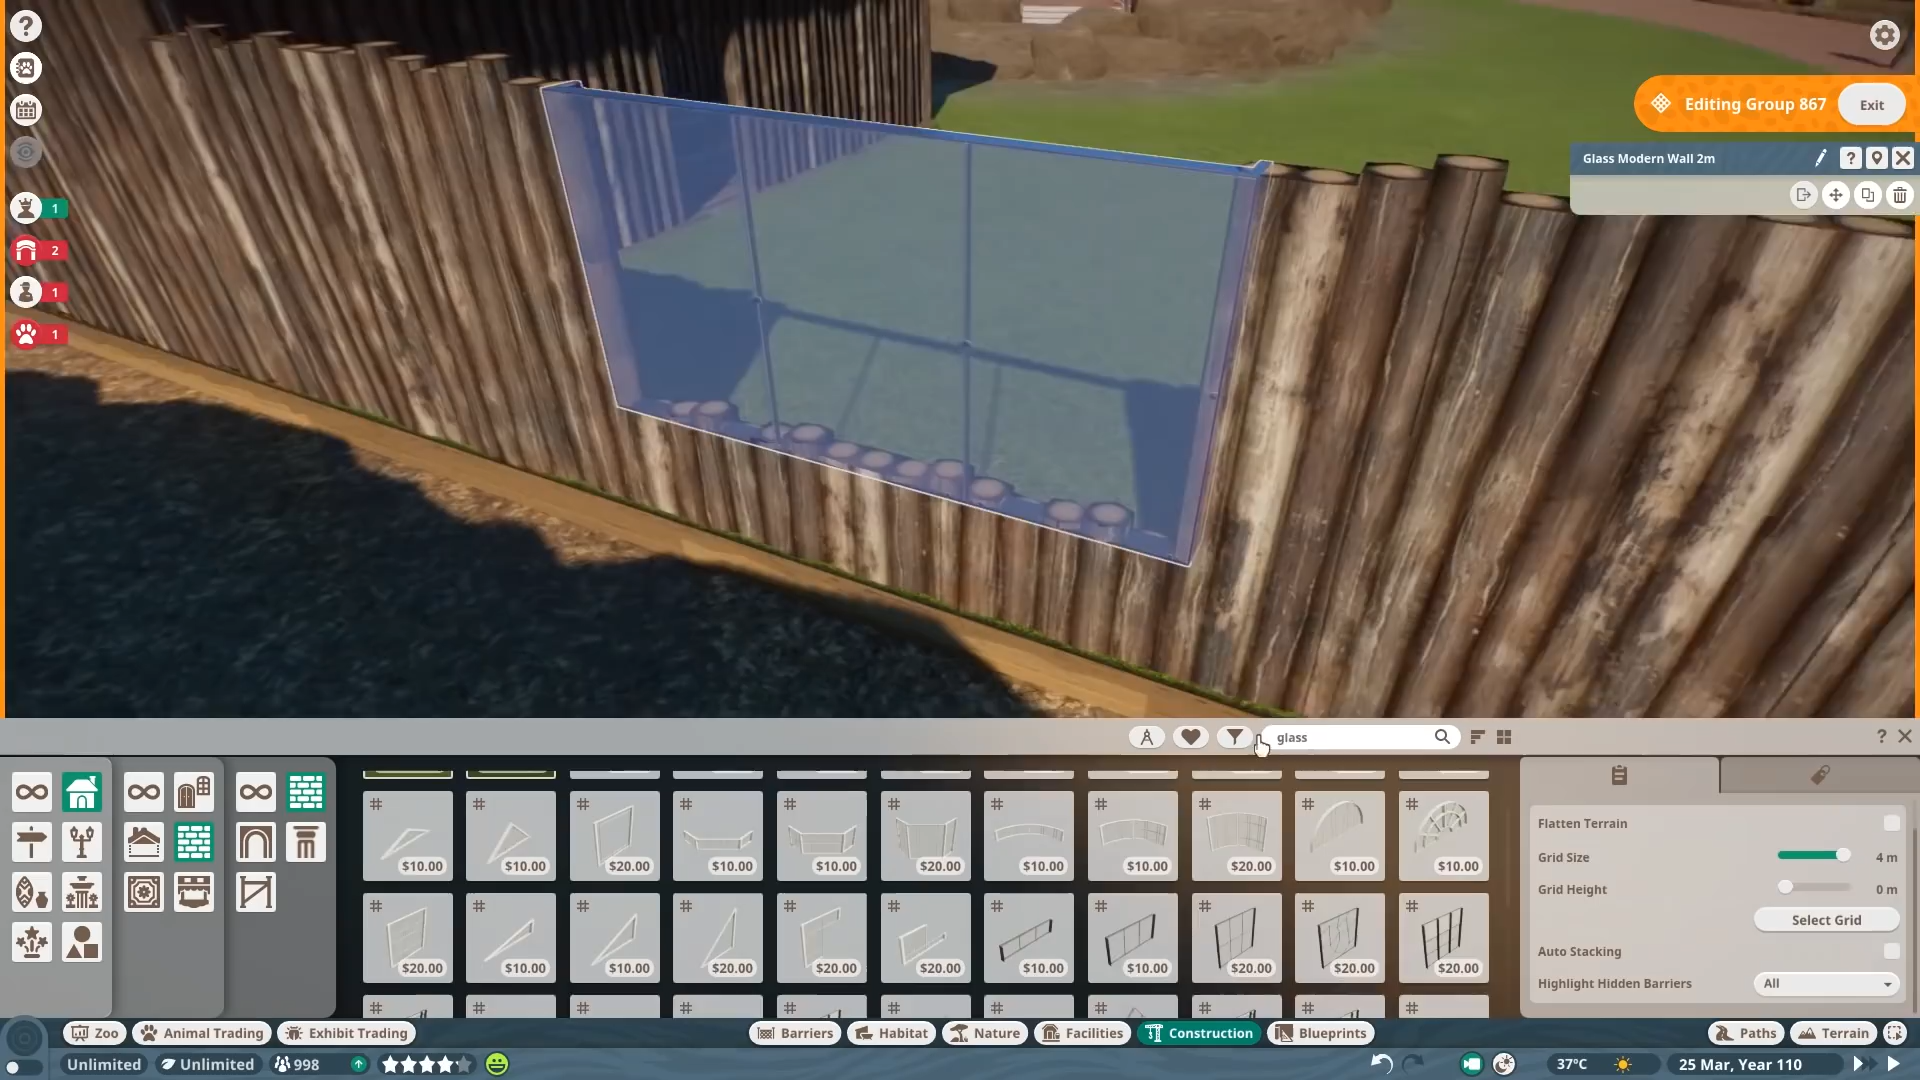 ?
1
2
1
1
Editing Group 867
Exit
Glass Modern Wall 2m
?
glass
?
$10.00 $10.00 $20.00 $10.00 $10.00 $20.00 $10.00 $10.00 $20.00 $10.00 $10.00
$20.00 $10.00 $10.00 $20.00 $20.00 $20.00 $10.00 $10.00 $20.00 $20.00 $20.00
Flatten Terrain
Grid Size 4 m
Grid Height 0 m
Select Grid
Auto Stacking
Highlight Hidden Barriers All
Zoo Animal Trading Exhibit Trading Barriers Habitat Nature Facilities Construction Blueprints Paths Terrain
Unlimited Unlimited 998 37°C 25 Mar, Year 110